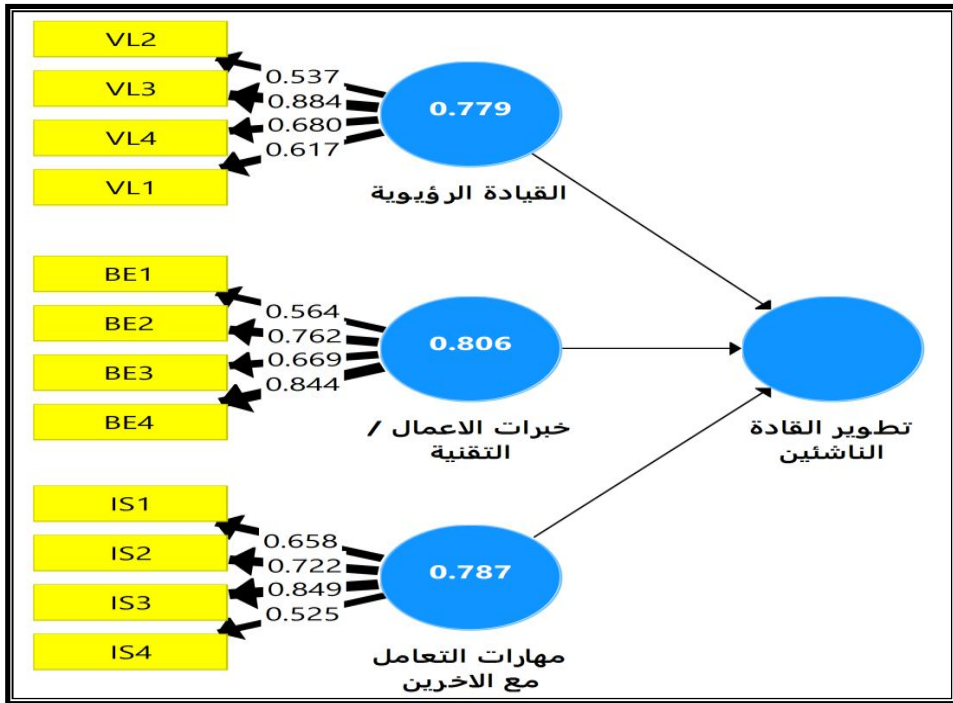 VL2
VL3
VL4
VL1
0.537
0.884
0.680
0.617
0.779
القيادة الرؤيوية
BE1
BE2
BE3
BE4
0.564
0.762
0.669
0.844
0.806
خبرات الاعمال /
التقنية
تطوير القادة
الناشئين
IS1
IS2
IS3
IS4
0.658
0.722
0.849
0.525
0.787
مهارات التعامل
مع الاخرين